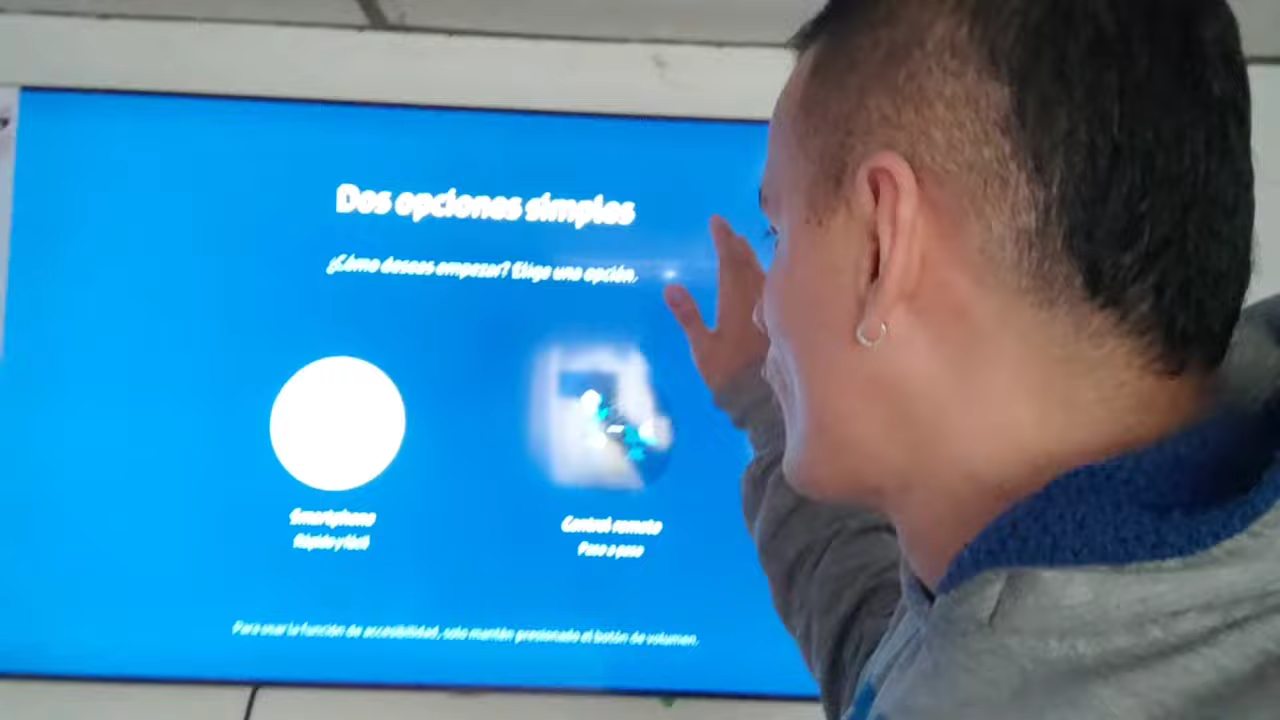 Dos opciones simples
¿Cómo deseas empezar? Elige una opción.
Smartphone
Rápido y fácil
Control remoto
Paso a paso
Para usar la función de accesibilidad, solo mantén presionado el botón de volumen.